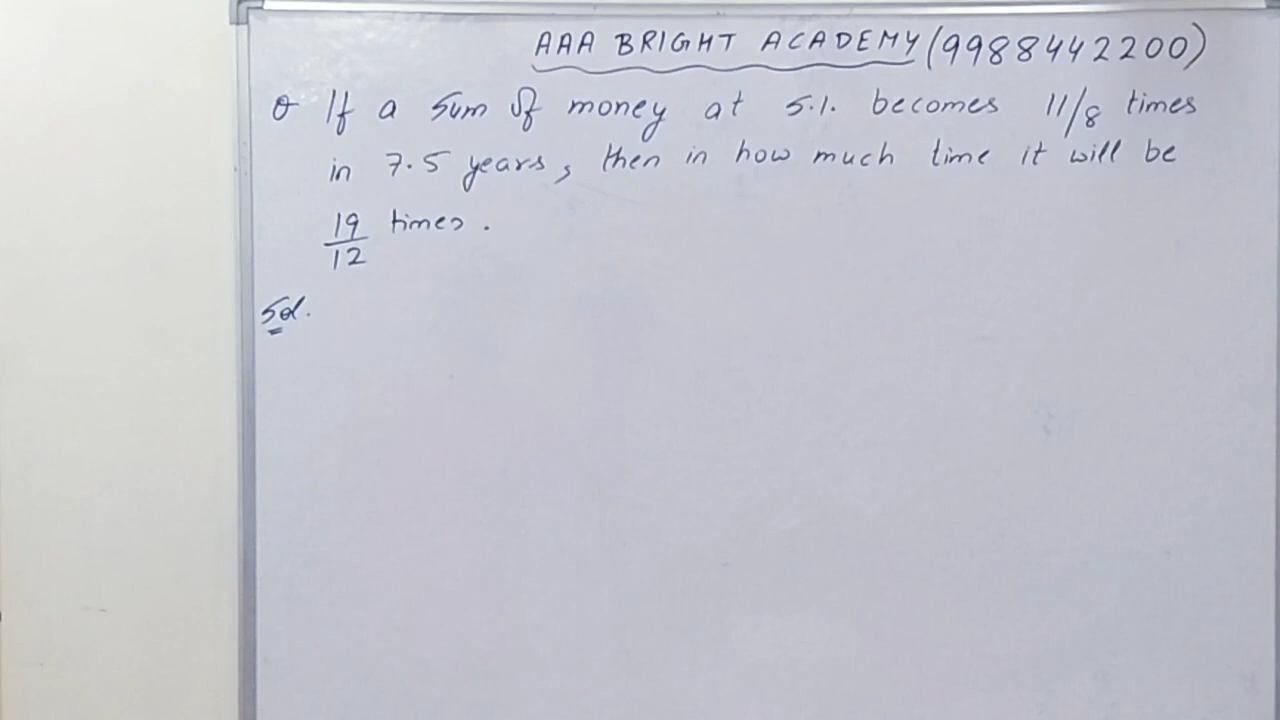 AAA BRIGHT ACADEMY (9988442200)
Q If a sum of money at S.I. becomes 11/8 times
in 7.5 years, then in how much time it will be
19/12 times.
Sol.